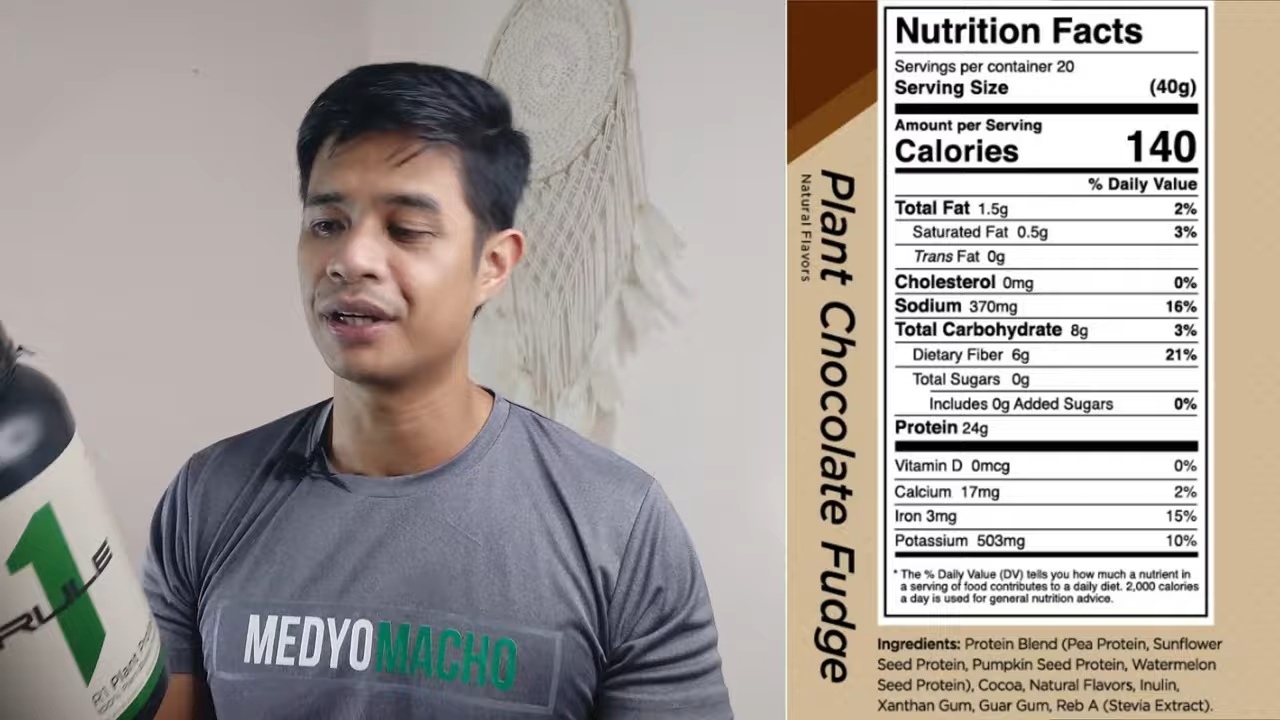 RULE
1
R1 Plant
MEDYOMACHO
Plant Chocolate Fudge
Natural Flavors
Nutrition Facts
Servings per container 20
Serving Size (40g)
Amount per Serving
Calories 140
% Daily Value
Total Fat 1.5g 2%
Saturated Fat 0.5g 3%
Trans Fat 0g
Cholesterol 0mg 0%
Sodium 370mg 16%
Total Carbohydrate 8g 3%
Dietary Fiber 6g 21%
Total Sugars 0g
Includes 0g Added Sugars 0%
Protein 24g
Vitamin D 0mcg 0%
Calcium 17mg 2%
Iron 3mg 15%
Potassium 503mg 10%
* The % Daily Value (DV) tells you how much a nutrient in
a serving of food contributes to a daily diet. 2,000 calories
a day is used for general nutrition advice.
Ingredients: Protein Blend (Pea Protein, Sunflower
Seed Protein, Pumpkin Seed Protein, Watermelon
Seed Protein), Cocoa, Natural Flavors, Inulin,
Xanthan Gum, Guar Gum, Reb A (Stevia Extract).